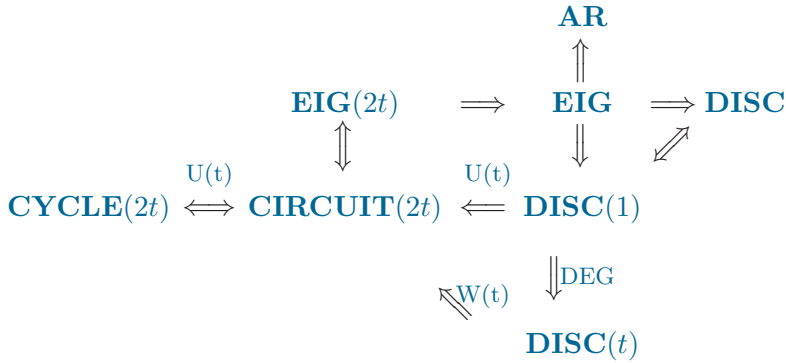 AR
EIG(2t) ⟹ EIG ⟹ DISC
U(t) U(t)
CYCLE(2t) ⟺ CIRCUIT(2t) ⟸ DISC(1)
DEG
W(t)
DISC(t)